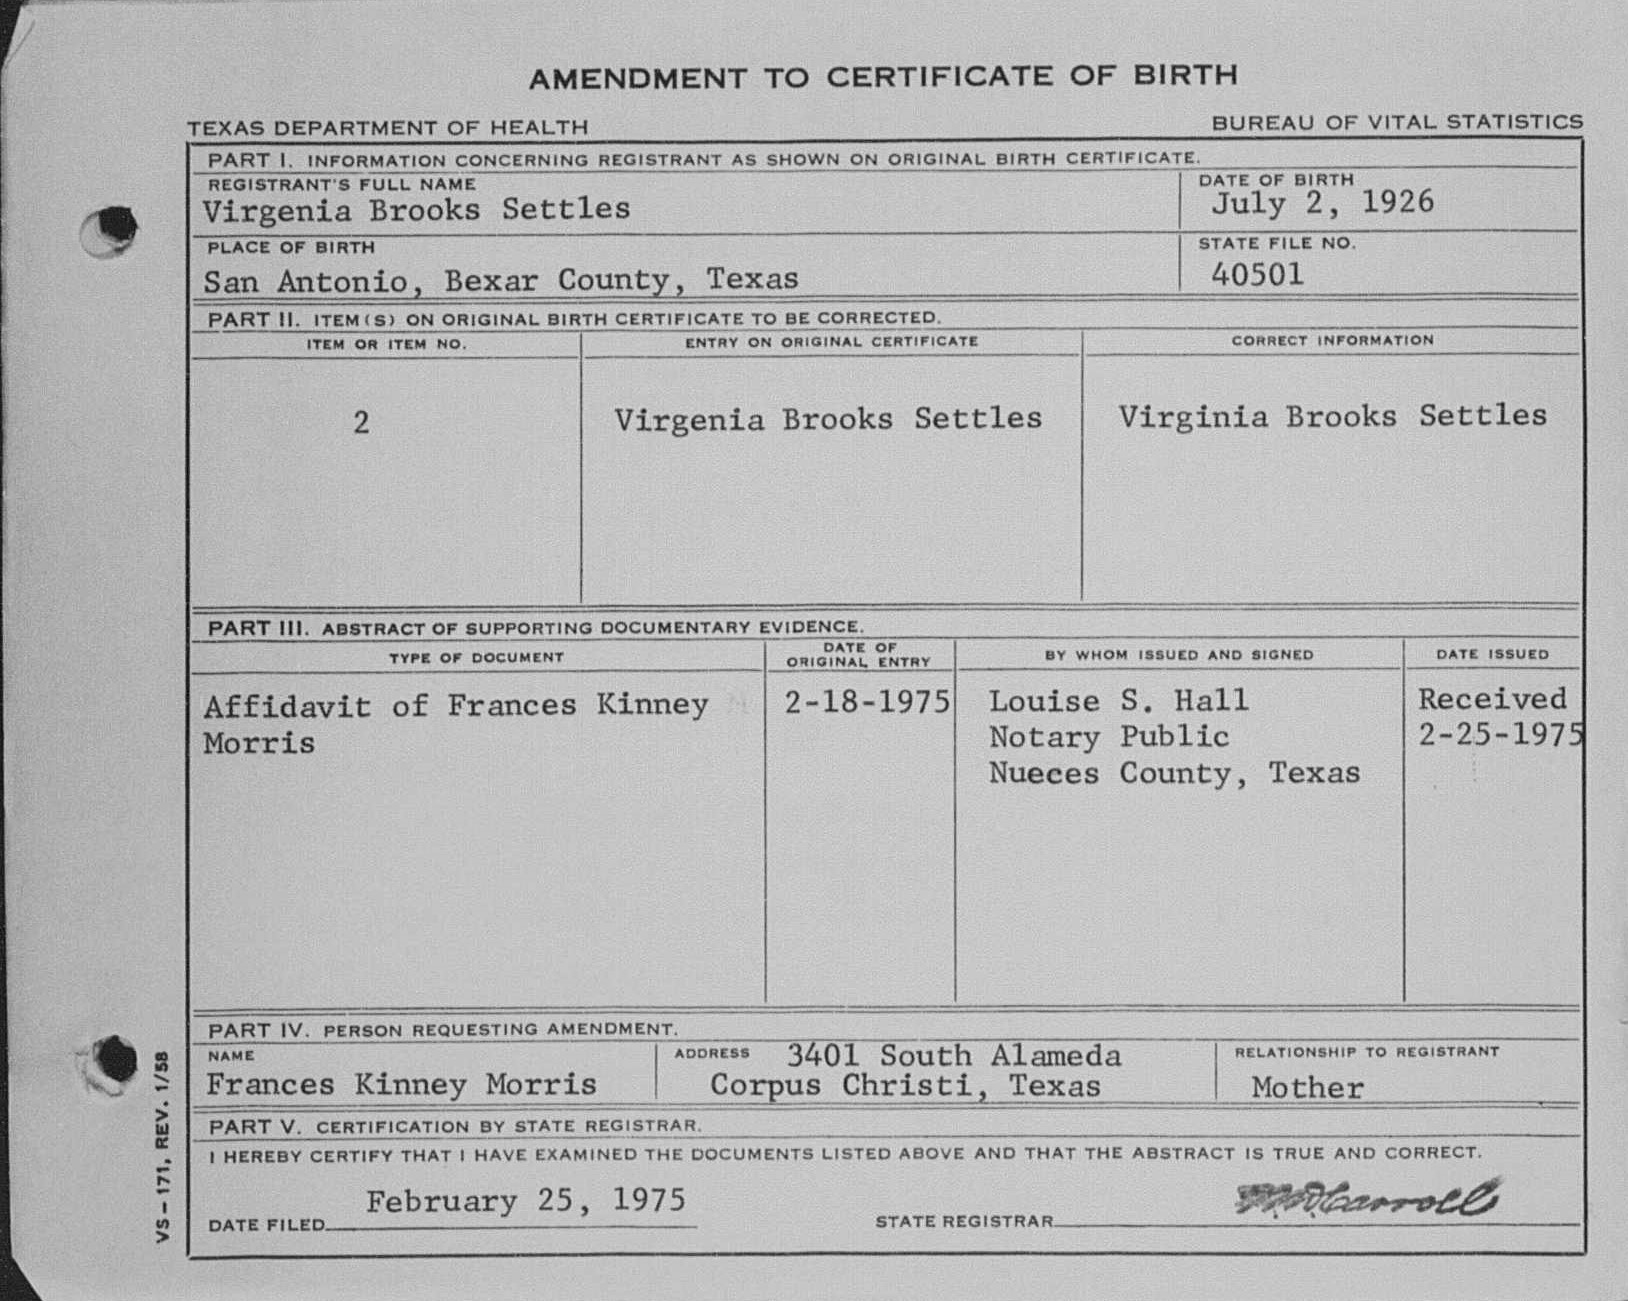 AMENDMENT TO CERTIFICATE OF BIRTH
TEXAS DEPARTMENT OF HEALTH
BUREAU OF VITAL STATISTICS
PART I. INFORMATION CONCERNING REGISTRANT AS SHOWN ON ORIGINAL BIRTH CERTIFICATE.
REGISTRANT'S FULL NAME
Virgenia Brooks Settles
DATE OF BIRTH
July 2, 1926
PLACE OF BIRTH
San Antonio, Bexar County, Texas
STATE FILE NO.
40501
PART II. ITEM(S) ON ORIGINAL BIRTH CERTIFICATE TO BE CORRECTED.
ITEM OR ITEM NO.
ENTRY ON ORIGINAL CERTIFICATE
CORRECT INFORMATION
2
Virgenia Brooks Settles
Virginia Brooks Settles
PART III. ABSTRACT OF SUPPORTING DOCUMENTARY EVIDENCE.
TYPE OF DOCUMENT
DATE OF
ORIGINAL ENTRY
BY WHOM ISSUED AND SIGNED
DATE ISSUED
Affidavit of Frances Kinney
Morris
2-18-1975
Louise S. Hall
Notary Public
Nueces County, Texas
Received
2-25-1975
PART IV. PERSON REQUESTING AMENDMENT.
NAME
Frances Kinney Morris
ADDRESS 3401 South Alameda
Corpus Christi, Texas
RELATIONSHIP TO REGISTRANT
Mother
PART V. CERTIFICATION BY STATE REGISTRAR.
I HEREBY CERTIFY THAT I HAVE EXAMINED THE DOCUMENTS LISTED ABOVE AND THAT THE ABSTRACT IS TRUE AND CORRECT.
February 25, 1975
DATE FILED
STATE REGISTRAR
Carroll
VS-171, REV. 1/58